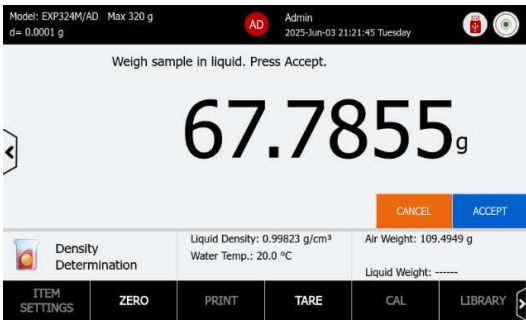 Model: EXP324M/AD Max 320 g
d= 0.0001 g
AD
Admin
2025-Jun-03 21:21:45 Tuesday
Weigh sample in liquid. Press Accept.
67.7855g
CANCEL
ACCEPT
Density
Determination
Liquid Density: 0.99823 g/cm³
Water Temp.: 20.0 °C
Air Weight: 109.4949 g
Liquid Weight: ------
ITEM
SETTINGS
ZERO
PRINT
TARE
CAL
LIBRARY